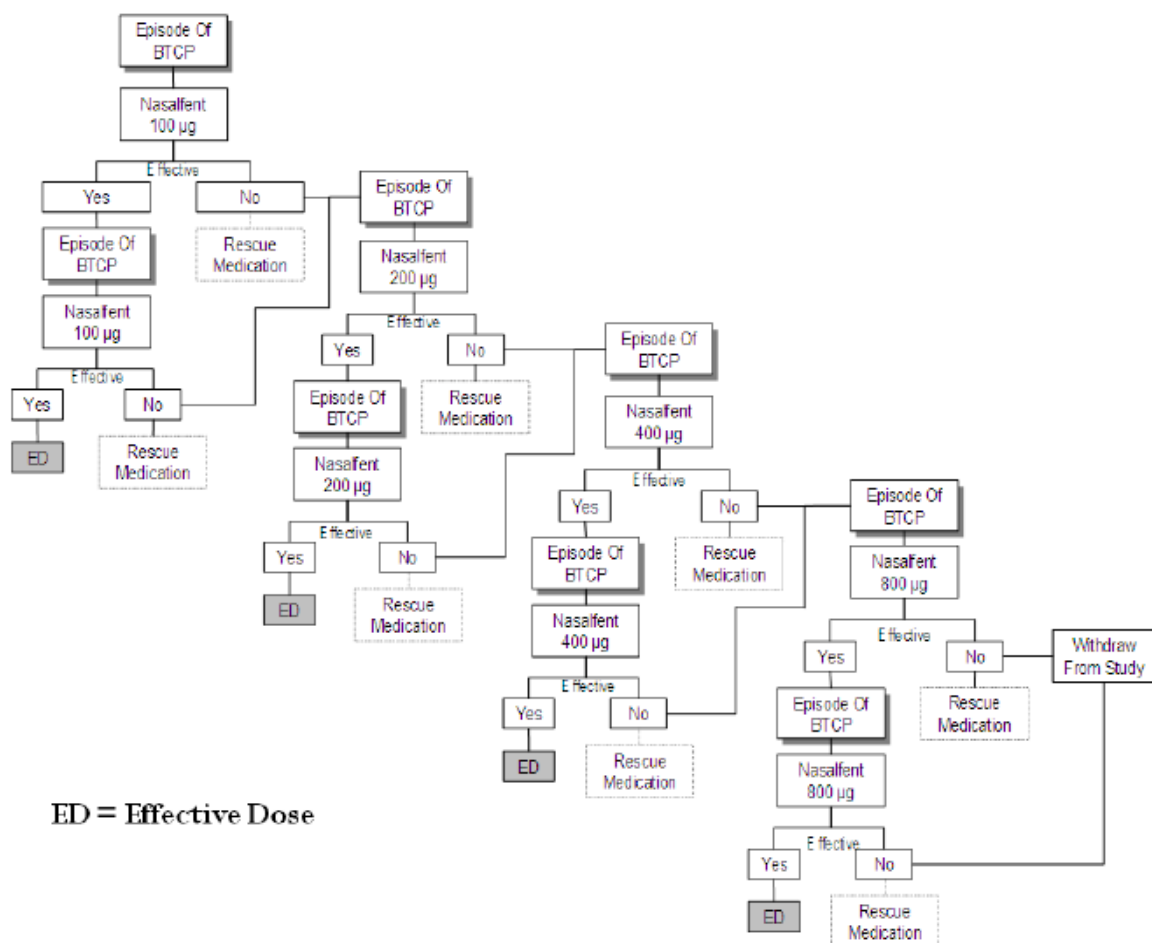 Episode Of
BTCP
Nasalfent
100 µg
Effective
Yes
No
Episode Of
BTCP
Episode Of
BTCP
Rescue
Medication
Nasalfent
200 µg
Nasalfent
100 µg
Effective
Effective
Yes
No
Episode Of
BTCP
Yes
No
Episode Of
BTCP
Rescue
Medication
Nasalfent
400 µg
ED
Rescue
Medication
Nasalfent
200 µg
Effective
Yes
No
Episode Of
BTCP
Effective
Yes
No
Episode Of
BTCP
Rescue
Medication
Nasalfent
800 µg
ED
Rescue
Medication
Nasalfent
400 µg
Effective
Yes
No
Withdraw
From Study
Effective
Yes
No
Episode Of
BTCP
Rescue
Medication
ED
Rescue
Medication
Nasalfent
800 µg
ED = Effective Dose
Effective
Yes
No
ED
Rescue
Medication